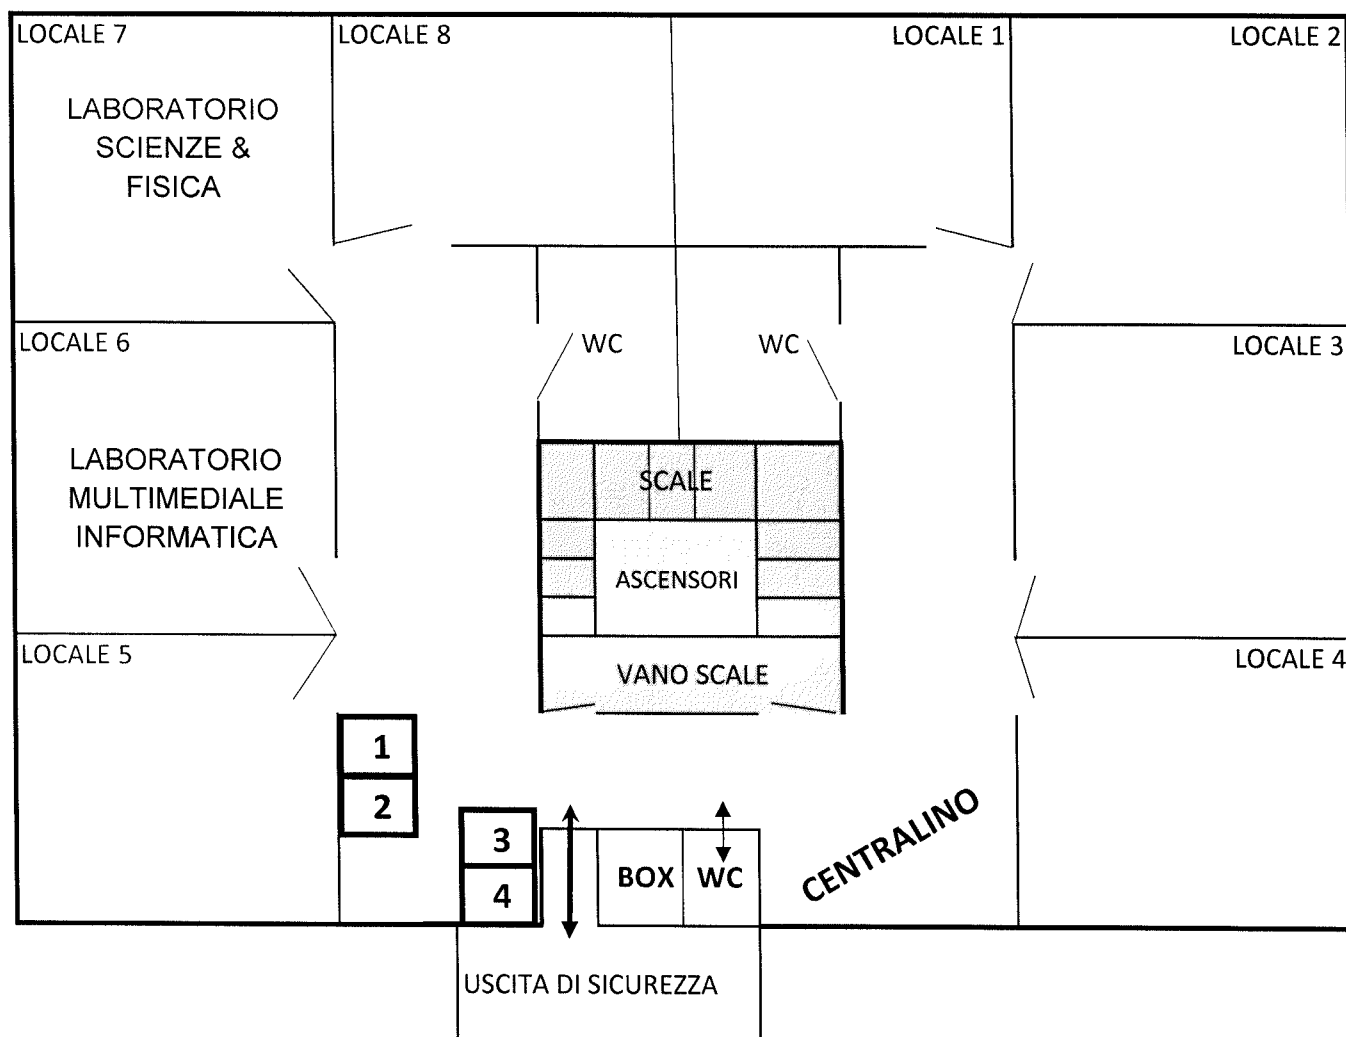 LOCALE 7
LOCALE 8
LOCALE 1
LOCALE 2
LABORATORIO
SCIENZE &
FISICA
LOCALE 6
WC
WC
LOCALE 3
LABORATORIO
MULTIMEDIALE
INFORMATICA
SCALE
ASCENSORI
LOCALE 5
VANO SCALE
LOCALE 4
1
2
3
4
BOX
WC
CENTRALINO
USCITA DI SICUREZZA